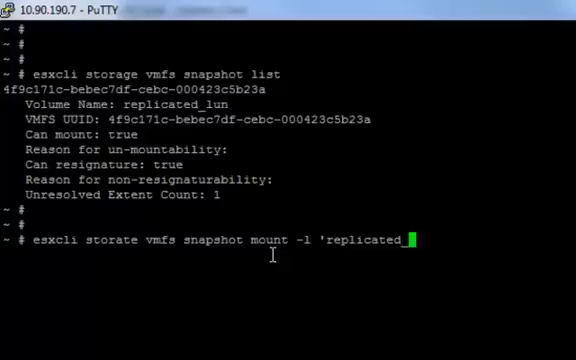 10.90.190.7 - PuTTY
~ #
~ #
~ #
~ # esxcli storage vmfs snapshot list
4f9c171c-bebec7df-cebc-000423c5b23a
Volume Name: replicated_lun
VMFS UUID: 4f9c171c-bebec7df-cebc-000423c5b23a
Can mount: true
Reason for un-mountability:
Can resignature: true
Reason for non-resignaturability:
Unresolved Extent Count: 1
~ #
~ #
~ # esxcli storate vmfs snapshot mount -l 'replicated_